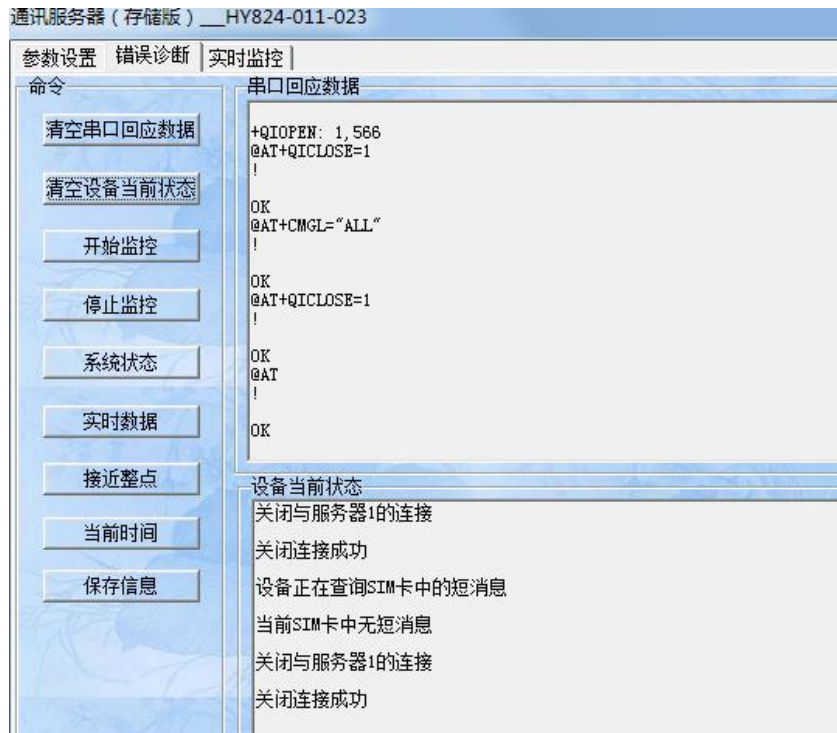 通讯服务器（存储版）___HY824-011-023
参数设置 错误诊断 实时监控
命令
清空串口回应数据
清空设备当前状态
开始监控
停止监控
系统状态
实时数据
接近整点
当前时间
保存信息
串口回应数据
+QIOPEN: 1,566
@AT+QICLOSE=1
!
OK
@AT+CMGL=“ALL“
!
OK
@AT+QICLOSE=1
!
OK
@AT
!
OK
设备当前状态
关闭与服务器1的连接
关闭连接成功
设备正在查询SIM卡中的短消息
当前SIM卡中无短消息
关闭与服务器1的连接
关闭连接成功